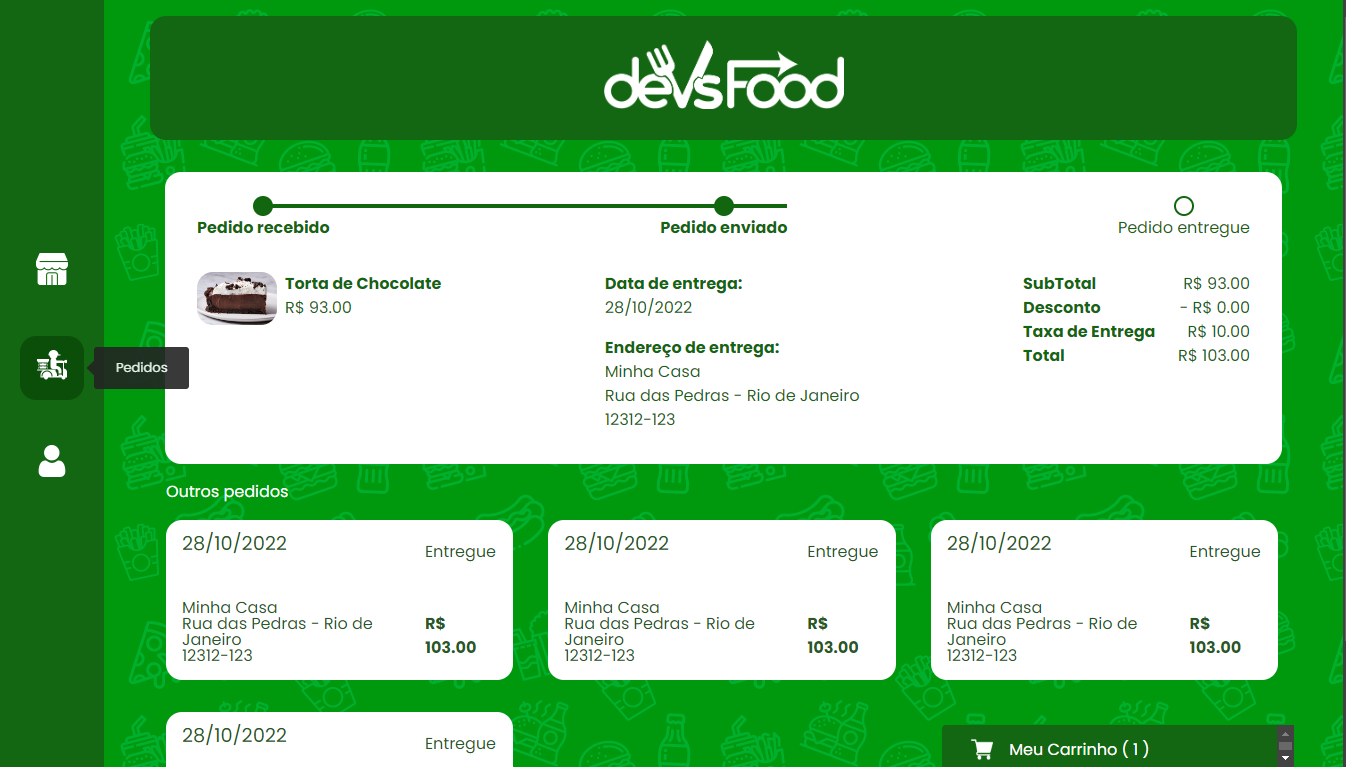 devsFood
Pedido recebido
Pedido enviado
Pedido entregue
Torta de Chocolate
R$ 93.00
Data de entrega:
28/10/2022
Endereço de entrega:
Minha Casa
Rua das Pedras - Rio de Janeiro
12312-123
SubTotal R$ 93.00
Desconto - R$ 0.00
Taxa de Entrega R$ 10.00
Total R$ 103.00
Pedidos
Outros pedidos
28/10/2022
Entregue
Minha Casa
Rua das Pedras - Rio de
Janeiro
12312-123
R$
103.00
28/10/2022
Entregue
Minha Casa
Rua das Pedras - Rio de
Janeiro
12312-123
R$
103.00
28/10/2022
Entregue
Minha Casa
Rua das Pedras - Rio de
Janeiro
12312-123
R$
103.00
28/10/2022
Entregue
Meu Carrinho ( 1 )